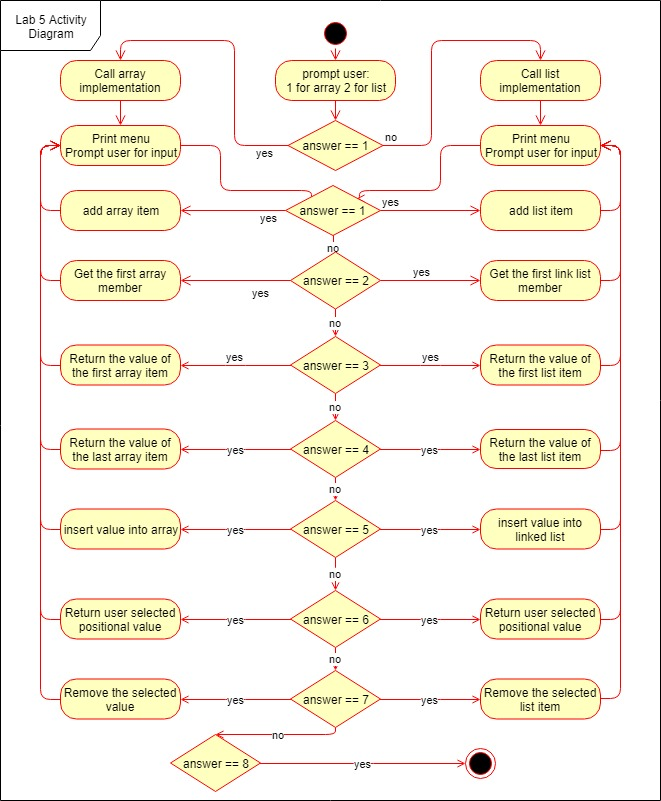 Lab 5 Activity
Diagram
Call array
implementation
prompt user:
1 for array 2 for list
Call list
implementation
Print menu
Prompt user for input
yes
answer == 1
no
Print menu
Prompt user for input
add array item
yes
answer == 1
yes
add list item
no
Get the first array
member
yes
answer == 2
yes
Get the first link list
member
no
Return the value of
the first array item
yes
answer == 3
yes
Return the value of
the first list item
no
Return the value of
the last array item
yes
answer == 4
yes
Return the value of
the last list item
no
insert value into array
yes
answer == 5
yes
insert value into
linked list
no
Return user selected
positional value
yes
answer == 6
yes
Return user selected
positional value
no
Remove the selected
value
yes
answer == 7
yes
Remove the selected
list item
no
answer == 8
yes